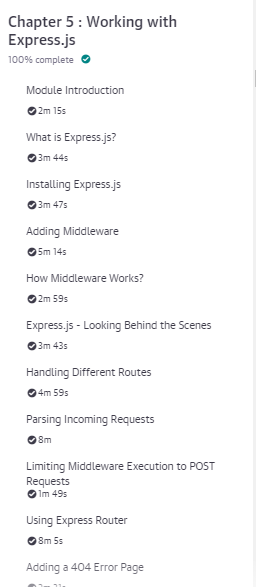 Chapter 5 : Working with
Express.js
100% complete
Module Introduction
2m 15s
What is Express.js?
3m 44s
Installing Express.js
3m 47s
Adding Middleware
5m 14s
How Middleware Works?
2m 59s
Express.js - Looking Behind the Scenes
3m 43s
Handling Different Routes
4m 59s
Parsing Incoming Requests
8m
Limiting Middleware Execution to POST
Requests
1m 49s
Using Express Router
8m 5s
Adding a 404 Error Page